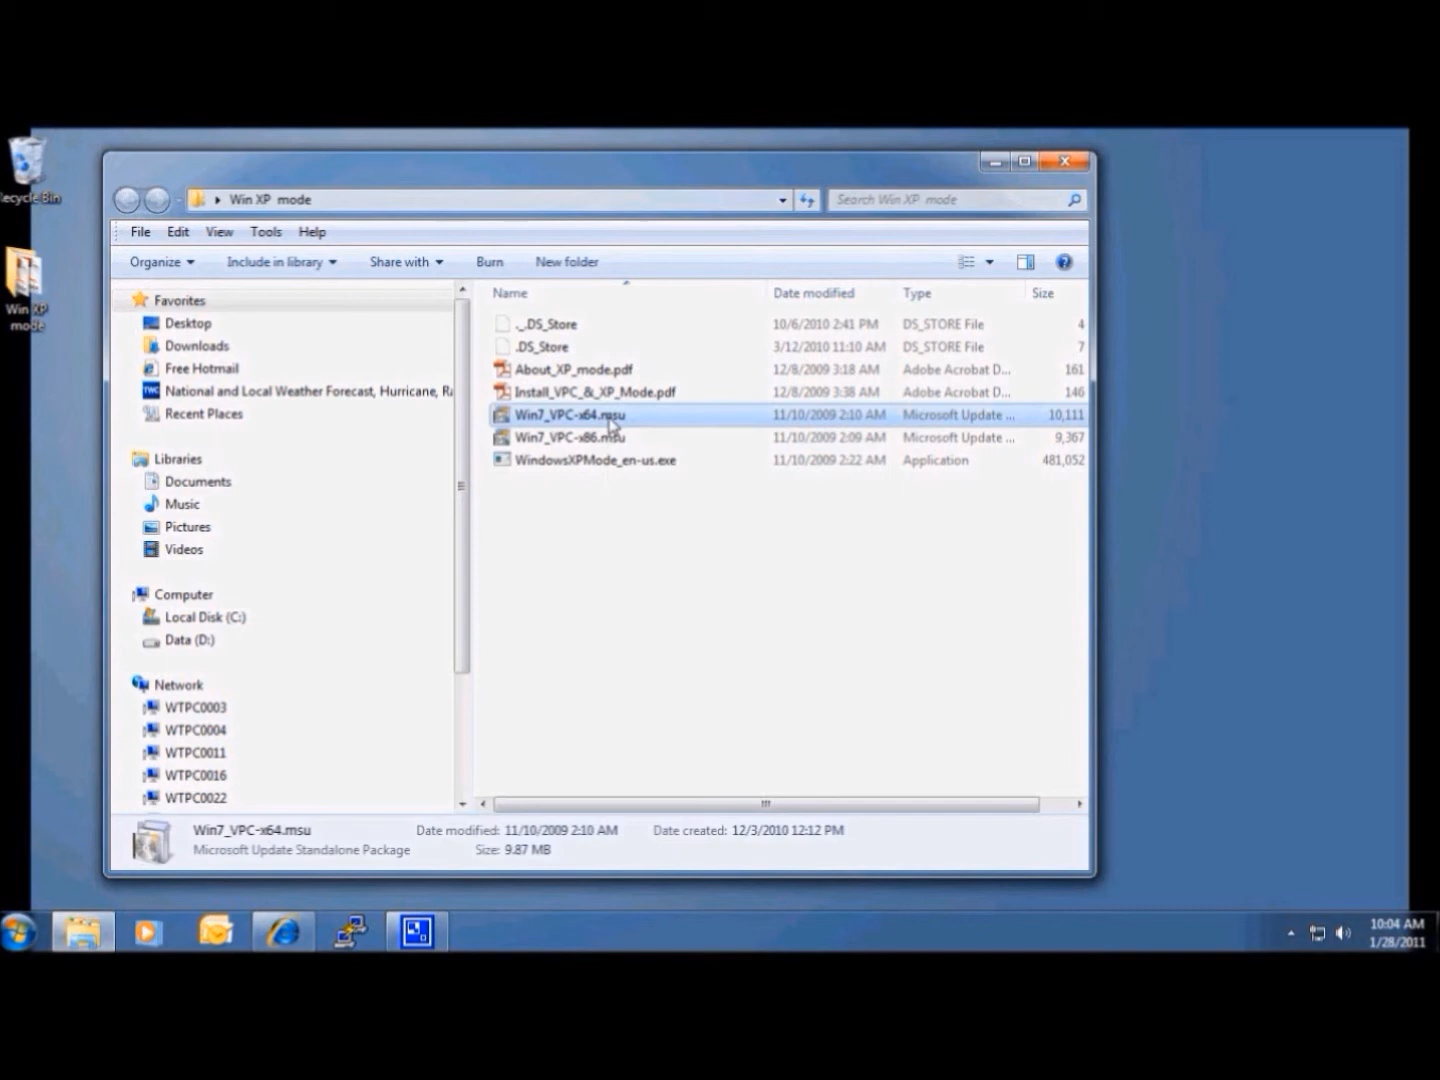 Recycle Bin
Win XP mode
Win XP mode
Search Win XP mode
File Edit View Tools Help
Organize Include in library Share with Burn New folder
Name Date modified Type Size
Favorites
Desktop
Downloads
Free Hotmail
National and Local Weather Forecast, Hurricane, Ra
Recent Places
Libraries
Documents
Music
Pictures
Videos
Computer
Local Disk (C:)
Data (D:)
Network
WTPC0003
WTPC0004
WTPC0011
WTPC0016
WTPC0022
._.DS_Store 10/6/2010 2:41 PM DS_STORE File 4
.DS_Store 3/12/2010 11:10 AM DS_STORE File 7
About_XP_mode.pdf 12/8/2009 3:18 AM Adobe Acrobat D... 161
Install_VPC_&_XP_Mode.pdf 12/8/2009 3:38 AM Adobe Acrobat D... 146
Win7_VPC-x64.msu 11/10/2009 2:10 AM Microsoft Update ... 10,111
Win7_VPC-x86.msu 11/10/2009 2:09 AM Microsoft Update ... 9,367
WindowsXPMode_en-us.exe 11/10/2009 2:22 AM Application 481,052
Win7_VPC-x64.msu Date modified: 11/10/2009 2:10 AM Date created: 12/3/2010 12:12 PM
Microsoft Update Standalone Package Size: 9.87 MB
10:04 AM
1/28/2011